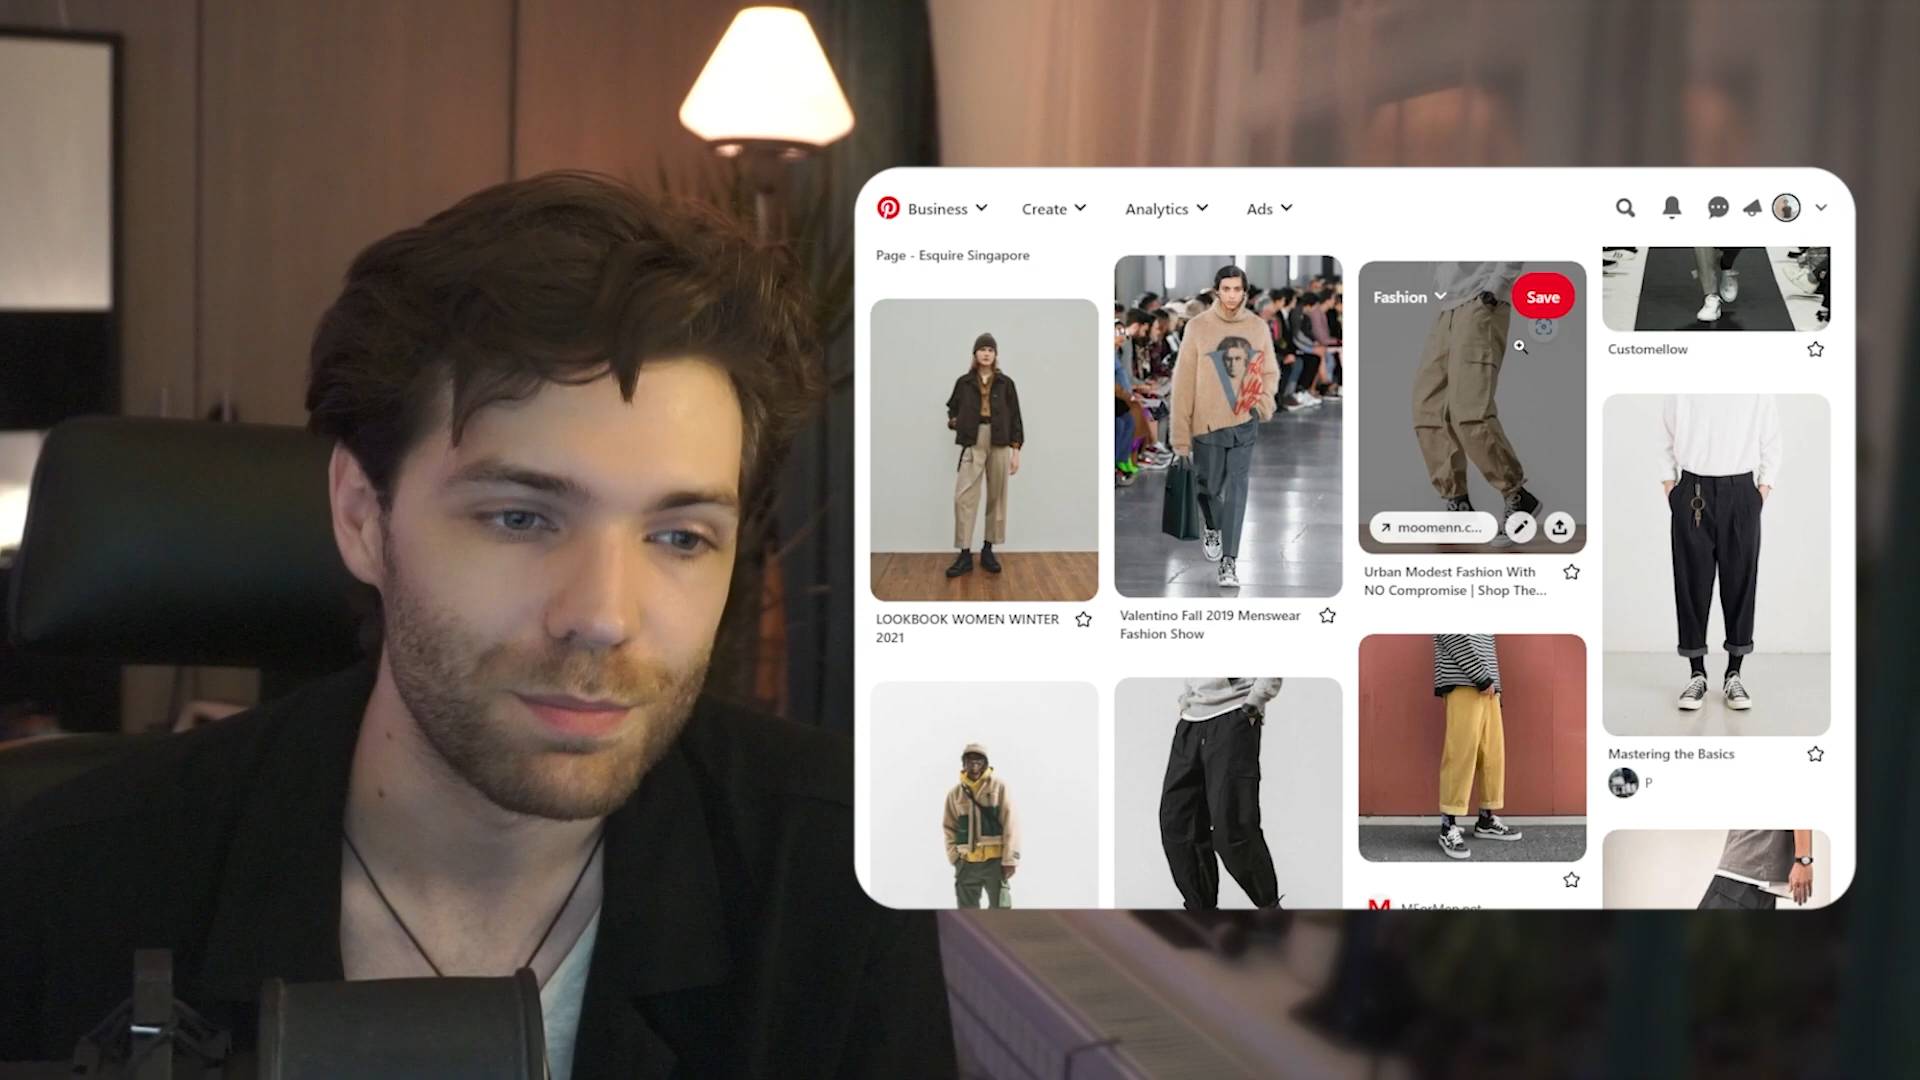 Business
Create
Analytics
Ads
Page - Esquire Singapore
LOOKBOOK WOMEN WINTER
2021
Valentino Fall 2019 Menswear
Fashion Show
Fashion
Save
moomenn.c...
Urban Modest Fashion With
NO Compromise | Shop The...
Customellow
Mastering the Basics
P